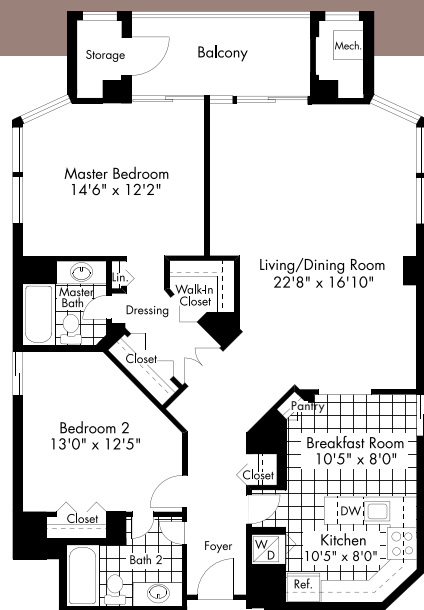 Storage
Balcony
Mech.
Master Bedroom
14'6" x 12'2"
Living/Dining Room
22'8" x 16'10"
Lin.
Walk-In
Closet
Master
Bath
Dressing
Closet
Pantry
Bedroom 2
13'0" x 12'5"
Breakfast Room
10'5" x 8'0"
Closet
Closet
DW
Kitchen
10'5" x 8'0"
W
D
Foyer
Bath 2
Ref.